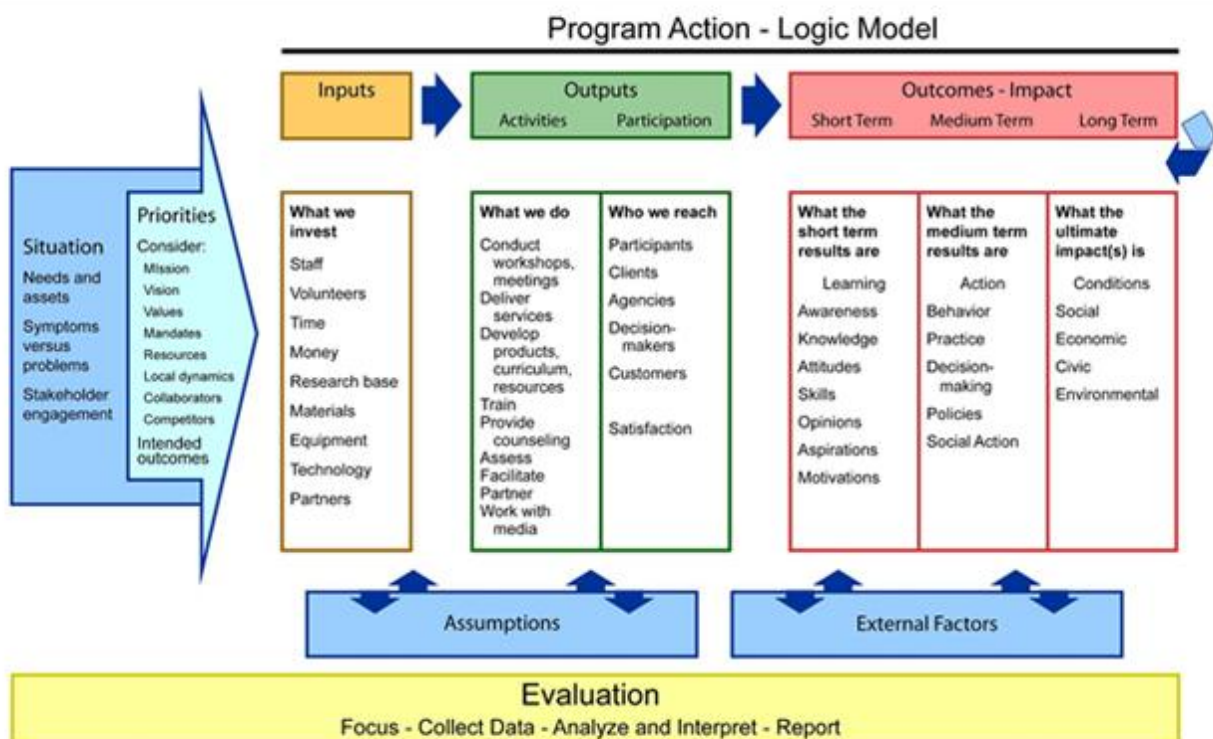 Program Action - Logic Model
Inputs
Outputs
Activities
Participation
Outcomes - Impact
Short Term
Medium Term
Long Term
Situation
Needs and
assets
Symptoms
versus
problems
Stakeholder
engagement
Priorities
Consider:
Mission
Vision
Values
Mandates
Resources
Local dynamics
Collaborators
Competitors
Intended
outcomes
What we
invest
Staff
Volunteers
Time
Money
Research base
Materials
Equipment
Technology
Partners
What we do
Conduct
workshops,
meetings
Deliver
services
Develop
products,
curriculum,
resources
Train
Provide
counseling
Assess
Facilitate
Partner
Work with
media
Who we reach
Participants
Clients
Agencies
Decision-
makers
Customers
Satisfaction
What the
short term
results are
Learning
Awareness
Knowledge
Attitudes
Skills
Opinions
Aspirations
Motivations
What the
medium term
results are
Action
Behavior
Practice
Decision-
making
Policies
Social Action
What the
ultimate
impact(s) is
Conditions
Social
Economic
Civic
Environmental
Assumptions
External Factors
Evaluation
Focus - Collect Data - Analyze and Interpret - Report